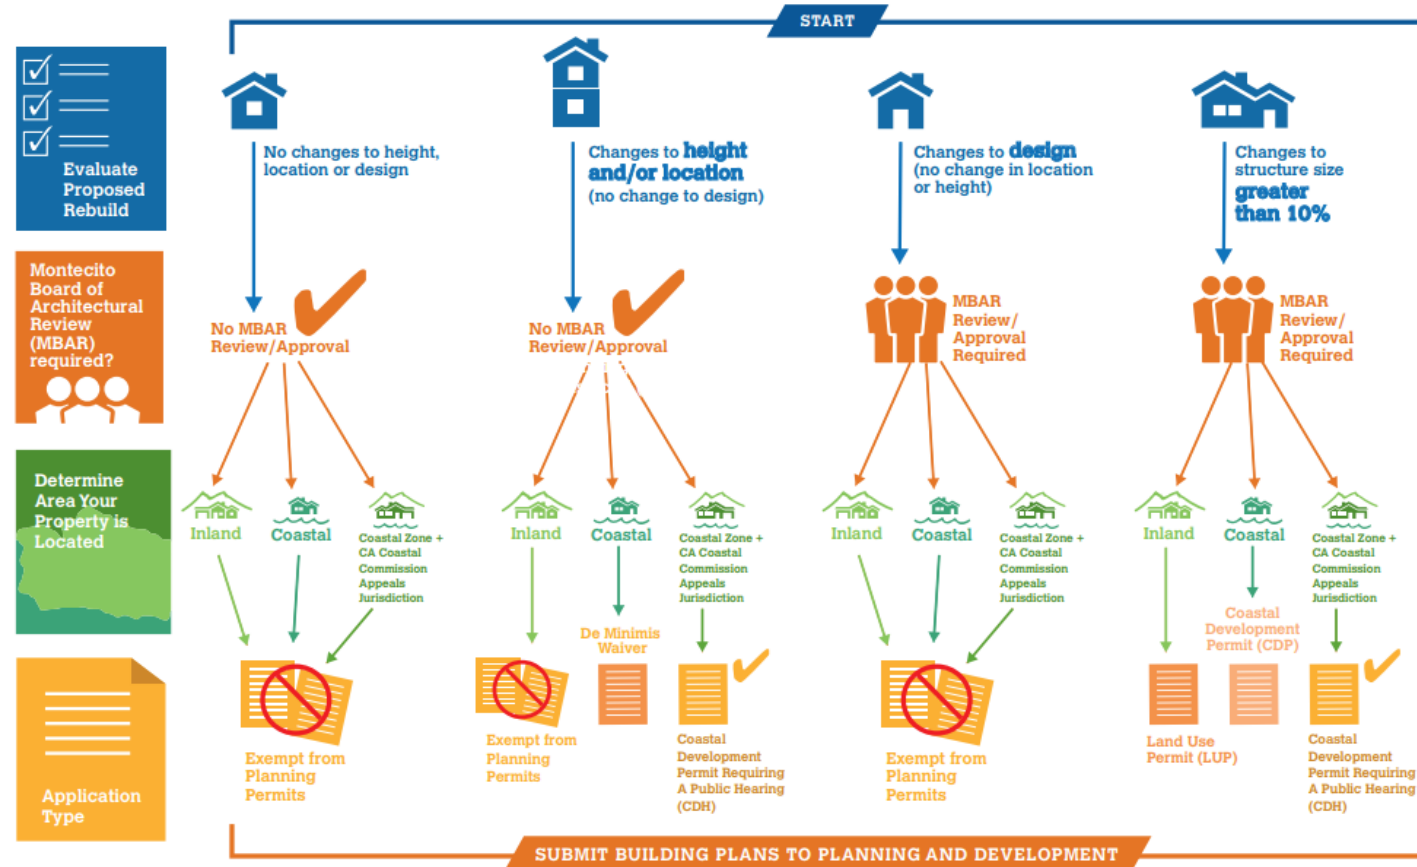 START
Evaluate
Proposed
Rebuild
No changes to height,
location or design
Changes to height
and/or location
(no change to design)
Changes to design
(no change in location
or height)
Changes to
structure size
greater
than 10%
Montecito
Board of
Architectural
Review
(MBAR)
required?
No MBAR
Review/Approval
No MBAR
Review/Approval
MBAR
Review/
Approval
Required
MBAR
Review/
Approval
Required
Determine
Area Your
Property is
Located
Inland
Coastal
Coastal Zone +
CA Coastal
Commission
Appeals
Jurisdiction
Inland
Coastal
Coastal Zone +
CA Coastal
Commission
Appeals
Jurisdiction
Inland
Coastal
Coastal Zone +
CA Coastal
Commission
Appeals
Jurisdiction
Inland
Coastal
Coastal Zone +
CA Coastal
Commission
Appeals
Jurisdiction
Application
Type
Exempt from
Planning
Permits
Exempt from
Planning
Permits
De Minimis
Waiver
Coastal
Development
Permit Requiring
A Public Hearing
(CDH)
Exempt from
Planning
Permits
Land Use
Permit (LUP)
Coastal
Development
Permit (CDP)
Coastal
Development
Permit Requiring
A Public Hearing
(CDH)
SUBMIT BUILDING PLANS TO PLANNING AND DEVELOPMENT